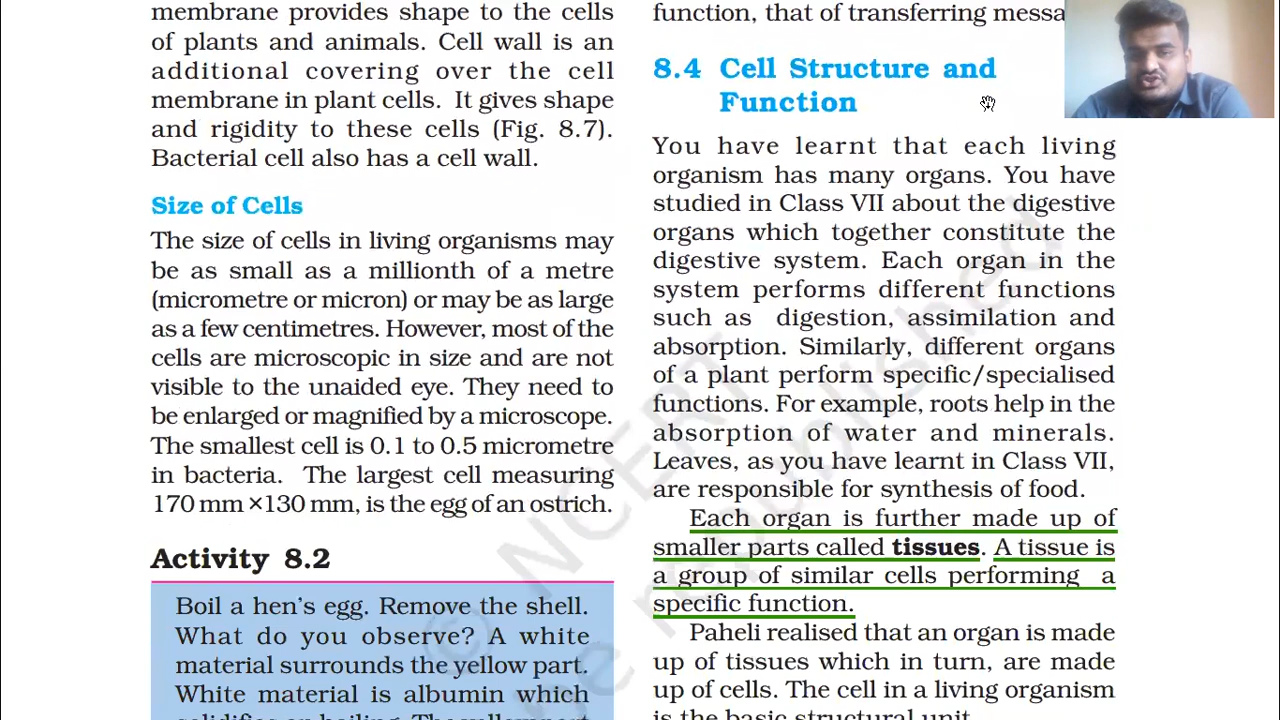 membrane provides shape to the cells
of plants and animals. Cell wall is an
additional covering over the cell
membrane in plant cells. It gives shape
and rigidity to these cells (Fig. 8.7).
Bacterial cell also has a cell wall.
Size of Cells
The size of cells in living organisms may
be as small as a millionth of a metre
(micrometre or micron) or may be as large
as a few centimetres. However, most of the
cells are microscopic in size and are not
visible to the unaided eye. They need to
be enlarged or magnified by a microscope.
The smallest cell is 0.1 to 0.5 micrometre
in bacteria. The largest cell measuring
170 mm ×130 mm, is the egg of an ostrich.
Activity 8.2
Boil a hen's egg. Remove the shell.
What do you observe? A white
material surrounds the yellow part.
White material is albumin which
solidifies on boiling. The yellow part
function, that of transferring messa
8.4 Cell Structure and
Function
You have learnt that each living
organism has many organs. You have
studied in Class VII about the digestive
organs which together constitute the
digestive system. Each organ in the
system performs different functions
such as digestion, assimilation and
absorption. Similarly, different organs
of a plant perform specific/specialised
functions. For example, roots help in the
absorption of water and minerals.
Leaves, as you have learnt in Class VII,
are responsible for synthesis of food.
Each organ is further made up of
smaller parts called tissues. A tissue is
a group of similar cells performing a
specific function.
Paheli realised that an organ is made
up of tissues which in turn, are made
up of cells. The cell in a living organism
is the basic structural unit.
© NCERT
be republished